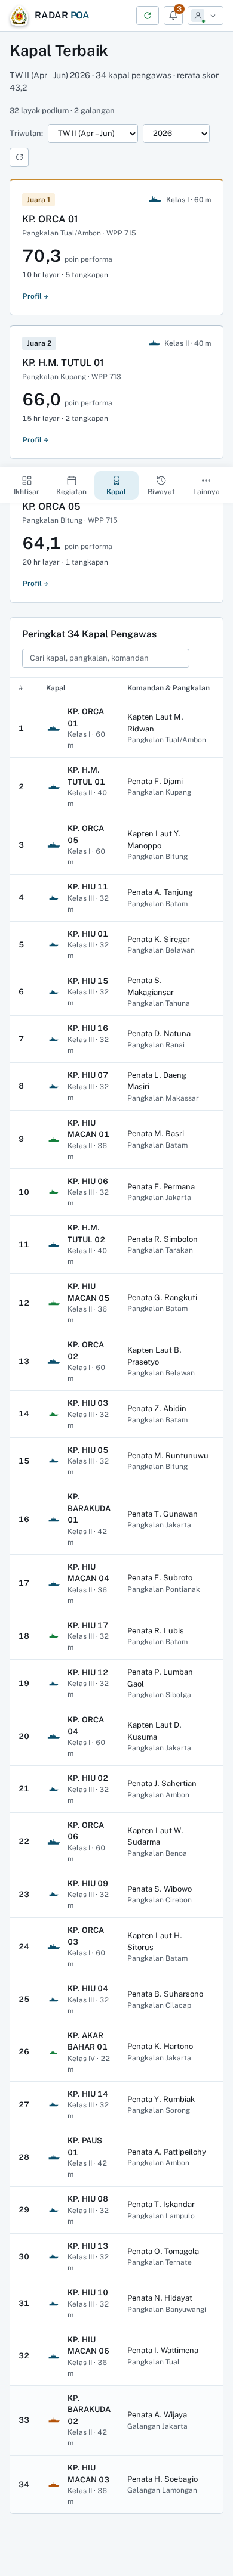 RADAR POA
3
Kapal Terbaik
TW II (Apr–Jun) 2026 · 34 kapal pengawas · rerata skor
43,2
32 layak podium · 2 galangan
Triwulan:
TW II (Apr–Jun)
2026
Juara 1
Kelas I · 60 m
KP. ORCA 01
Pangkalan Tual/Ambon · WPP 715
70,3 poin performa
10 hr layar · 5 tangkapan
Profil →
Juara 2
Kelas II · 40 m
KP. H.M. TUTUL 01
Pangkalan Kupang · WPP 713
66,0 poin performa
15 hr layar · 2 tangkapan
Profil →
Ikhtisar
Kegiatan
Kapal
Riwayat
Lainnya
KP. ORCA 05
Pangkalan Bitung · WPP 715
64,1 poin performa
20 hr layar · 1 tangkapan
Profil →
Peringkat 34 Kapal Pengawas
Cari kapal, pangkalan, komandan
# Kapal Komandan & Pangkalan
1
KP. ORCA
01
Kelas I · 60
m
Kapten Laut M.
Ridwan
Pangkalan Tual/Ambon
2
KP. H.M.
TUTUL 01
Kelas II · 40
m
Penata F. Djami
Pangkalan Kupang
3
KP. ORCA
05
Kelas I · 60
m
Kapten Laut Y.
Manoppo
Pangkalan Bitung
4
KP. HIU 11
Kelas III · 32
m
Penata A. Tanjung
Pangkalan Batam
5
KP. HIU 01
Kelas III · 32
m
Penata K. Siregar
Pangkalan Belawan
6
KP. HIU 15
Kelas III · 32
m
Penata S.
Makagiansar
Pangkalan Tahuna
7
KP. HIU 16
Kelas III · 32
m
Penata D. Natuna
Pangkalan Ranai
8
KP. HIU 07
Kelas III · 32
m
Penata L. Daeng
Masiri
Pangkalan Makassar
9
KP. HIU
MACAN 01
Kelas II · 36
m
Penata M. Basri
Pangkalan Batam
10
KP. HIU 06
Kelas III · 32
m
Penata E. Permana
Pangkalan Jakarta
11
KP. H.M.
TUTUL 02
Kelas II · 40
m
Penata R. Simbolon
Pangkalan Tarakan
12
KP. HIU
MACAN 05
Kelas II · 36
m
Penata G. Rangkuti
Pangkalan Batam
13
KP. ORCA
02
Kelas I · 60
m
Kapten Laut B.
Prasetyo
Pangkalan Belawan
14
KP. HIU 03
Kelas III · 32
m
Penata Z. Abidin
Pangkalan Batam
15
KP. HIU 05
Kelas III · 32
m
Penata M. Runtunuwu
Pangkalan Bitung
16
KP.
BARAKUDA
01
Kelas II · 42
m
Penata T. Gunawan
Pangkalan Jakarta
17
KP. HIU
MACAN 04
Kelas II · 36
m
Penata E. Subroto
Pangkalan Pontianak
18
KP. HIU 17
Kelas III · 32
m
Penata R. Lubis
Pangkalan Batam
19
KP. HIU 12
Kelas III · 32
m
Penata P. Lumban
Gaol
Pangkalan Sibolga
20
KP. ORCA
04
Kelas I · 60
m
Kapten Laut D.
Kusuma
Pangkalan Jakarta
21
KP. HIU 02
Kelas III · 32
m
Penata J. Sahertian
Pangkalan Ambon
22
KP. ORCA
06
Kelas I · 60
m
Kapten Laut W.
Sudarma
Pangkalan Benoa
23
KP. HIU 09
Kelas III · 32
m
Penata S. Wibowo
Pangkalan Cirebon
24
KP. ORCA
03
Kelas I · 60
m
Kapten Laut H.
Sitorus
Pangkalan Batam
25
KP. HIU 04
Kelas III · 32
m
Penata B. Suharsono
Pangkalan Cilacap
26
KP. AKAR
BAHAR 01
Kelas IV · 22
m
Penata K. Hartono
Pangkalan Jakarta
27
KP. HIU 14
Kelas III · 32
m
Penata Y. Rumbiak
Pangkalan Sorong
28
KP. PAUS
01
Kelas II · 42
m
Penata A. Pattipeilohy
Pangkalan Ambon
29
KP. HIU 08
Kelas III · 32
m
Penata T. Iskandar
Pangkalan Lampulo
30
KP. HIU 13
Kelas III · 32
m
Penata O. Tomagola
Pangkalan Ternate
31
KP. HIU 10
Kelas III · 32
m
Penata N. Hidayat
Pangkalan Banyuwangi
32
KP. HIU
MACAN 06
Kelas II · 36
m
Penata I. Wattimena
Pangkalan Tual
33
KP.
BARAKUDA
02
Kelas II · 42
m
Penata A. Wijaya
Galangan Jakarta
34
KP. HIU
MACAN 03
Kelas II · 36
m
Penata H. Soebagio
Galangan Lamongan